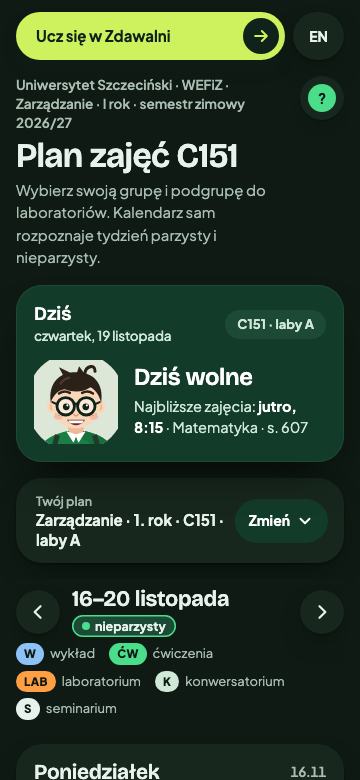 Ucz się w Zdawalni
EN
Uniwersytet Szczeciński · WEFiZ ·
Zarządzanie · I rok · semestr zimowy
2026/27
?
Plan zajęć C151
Wybierz swoją grupę i podgrupę do
laboratoriów. Kalendarz sam
rozpoznaje tydzień parzysty i
nieparzysty.
Dziś
czwartek, 19 listopada
C151 · laby A
Dziś wolne
Najbliższe zajęcia: jutro,
8:15 · Matematyka · s. 607
Twój plan
Zarządzanie · 1. rok · C151 ·
laby A
Zmień
16–20 listopada
nieparzysty
W wykład ĆW ćwiczenia
LAB laboratorium K konwersatorium
S seminarium
Poniedziałek 16.11